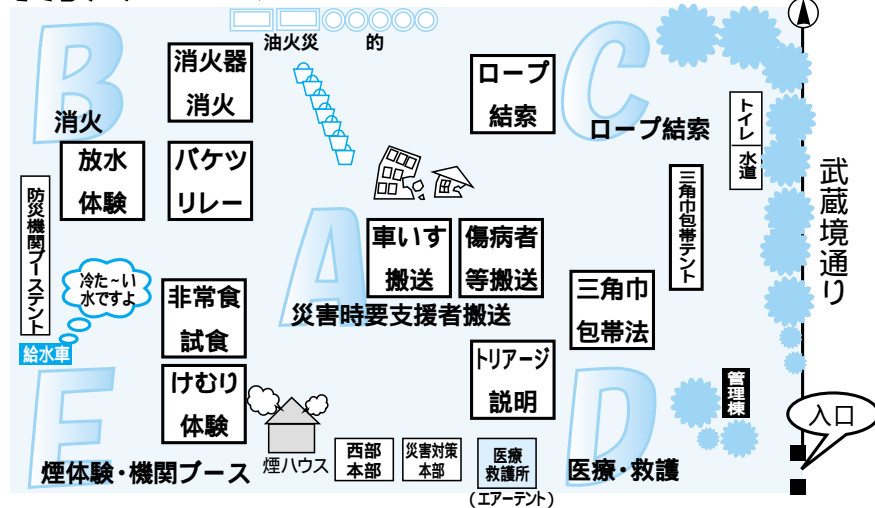 油火災
的
B
消火
消火器
消火
放水
体験
バケツ
リレー
ロープ
結索
C
ロープ結索
トイレ
水道
武蔵境通り
三角巾包帯テント
防災機関ブーステント
冷た～い
水ですよ
給水車
A
車いす
搬送
傷病者
等搬送
災害時要支援者搬送
三角巾
包帯法
非常食
試食
けむり
体験
トリアージ
説明
管理棟
入口
E
煙体験・機関ブース
煙ハウス
西部
本部
災害対策
本部
医療
救護所
(エアーテント)
D
医療・救護